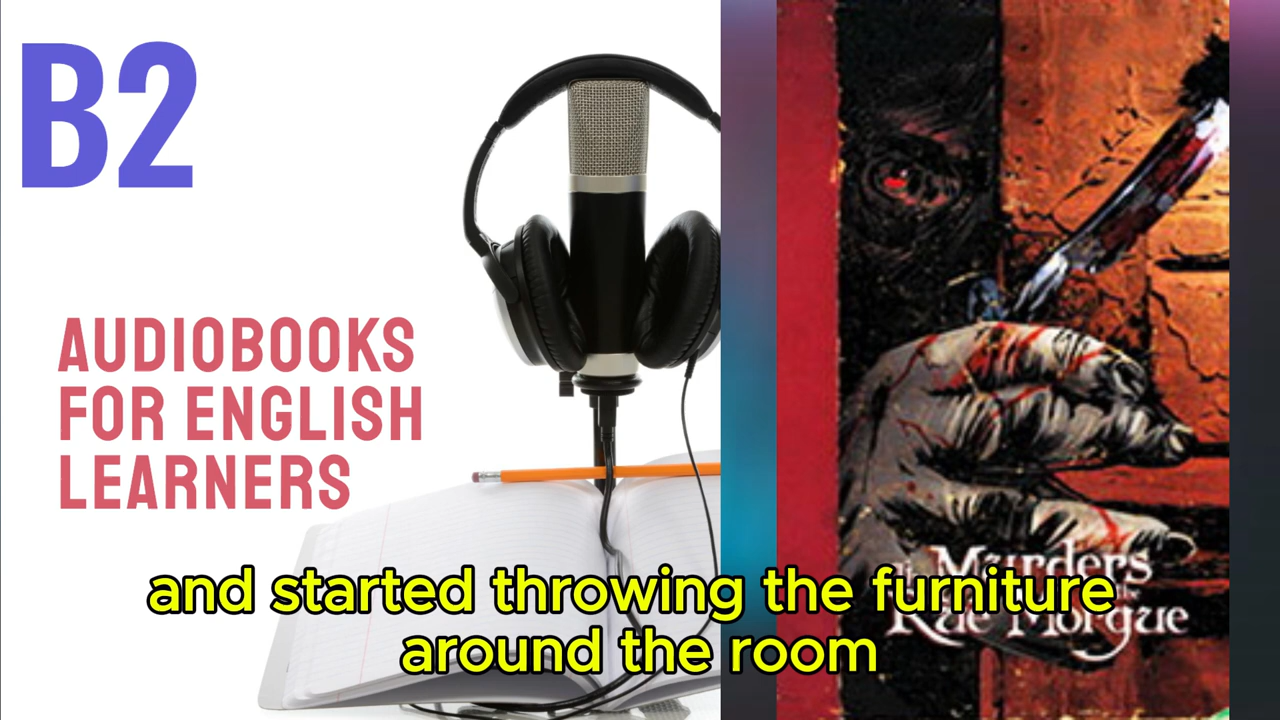 B2
AUDIOBOOKS
FOR ENGLISH
LEARNERS
Murders
Rue Morgue
and started throwing the furniture
around the room